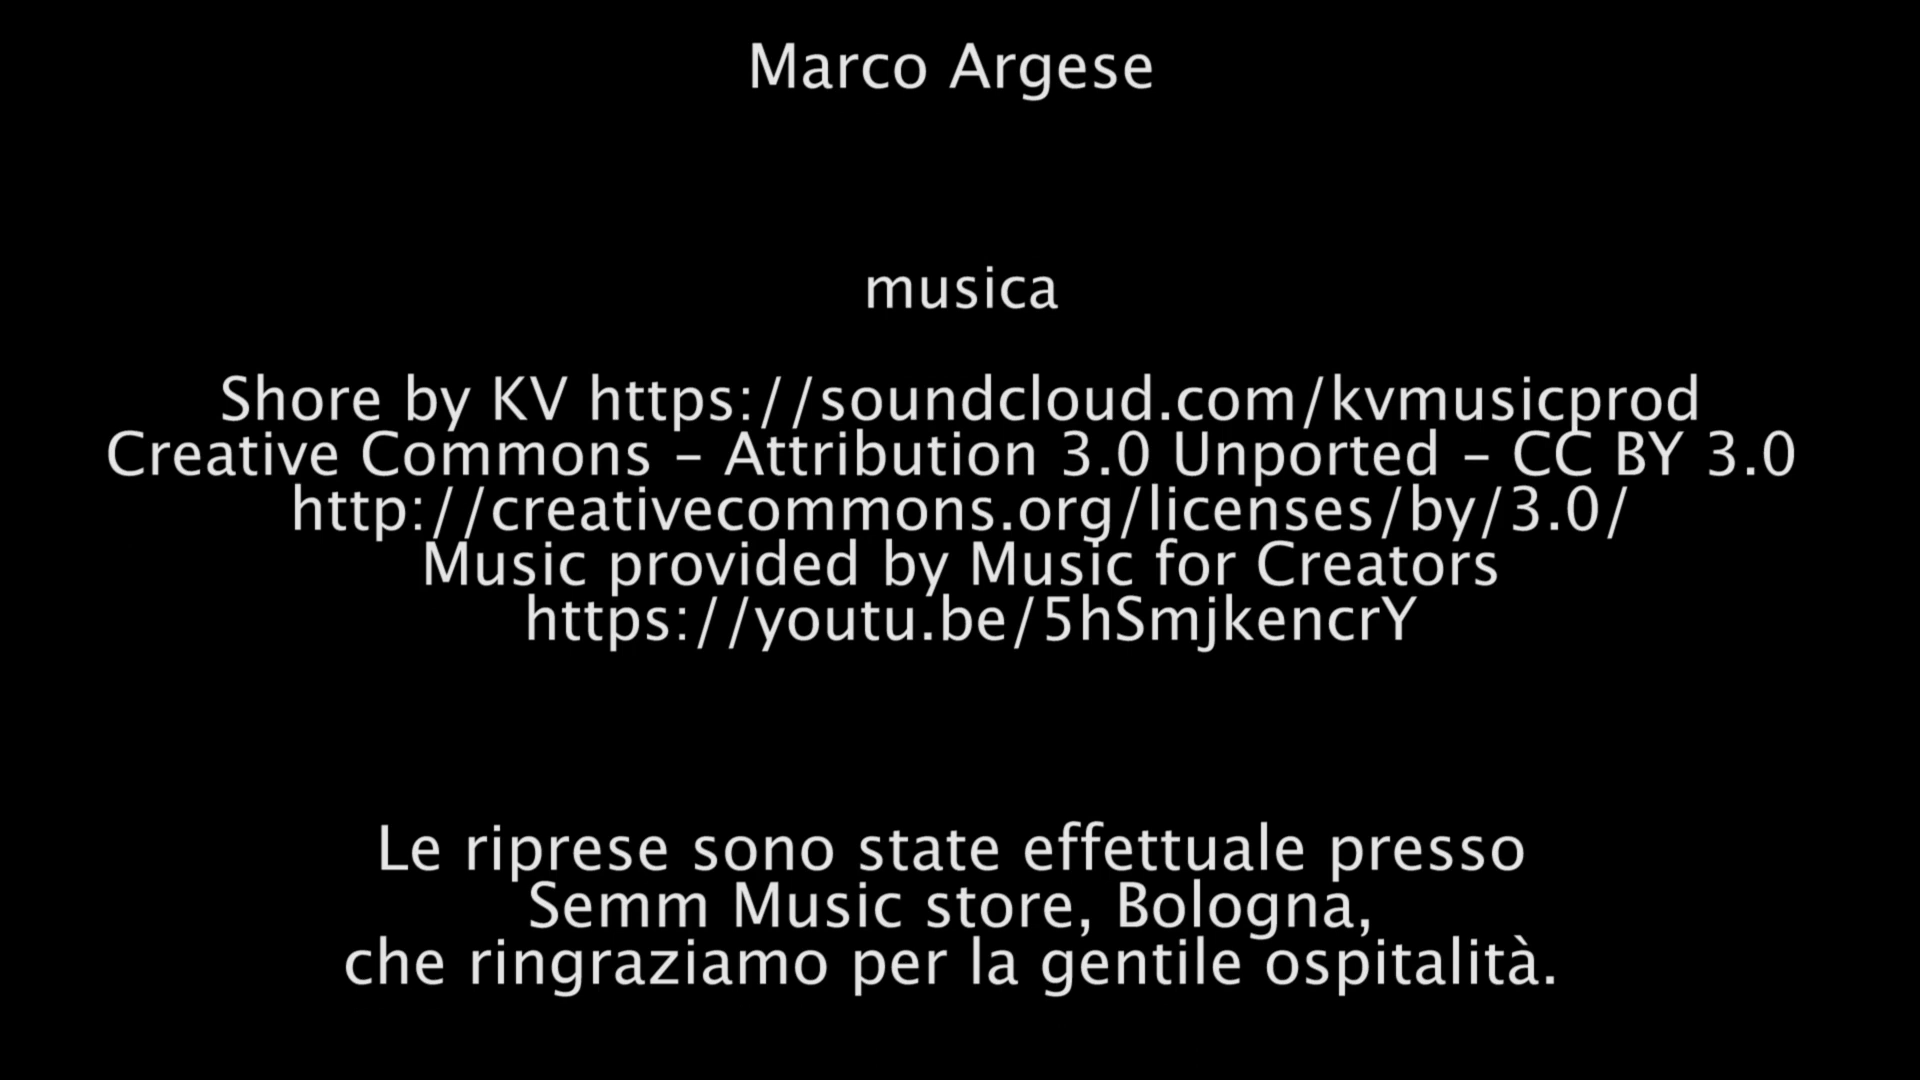 Marco Argese
musica
Shore by KV https://soundcloud.com/kvmusicprod
Creative Commons – Attribution 3.0 Unported – CC BY 3.0
http://creativecommons.org/licenses/by/3.0/
Music provided by Music for Creators
https://youtu.be/5hSmjkencrY
Le riprese sono state effettuale presso
Semm Music store, Bologna,
che ringraziamo per la gentile ospitalità.